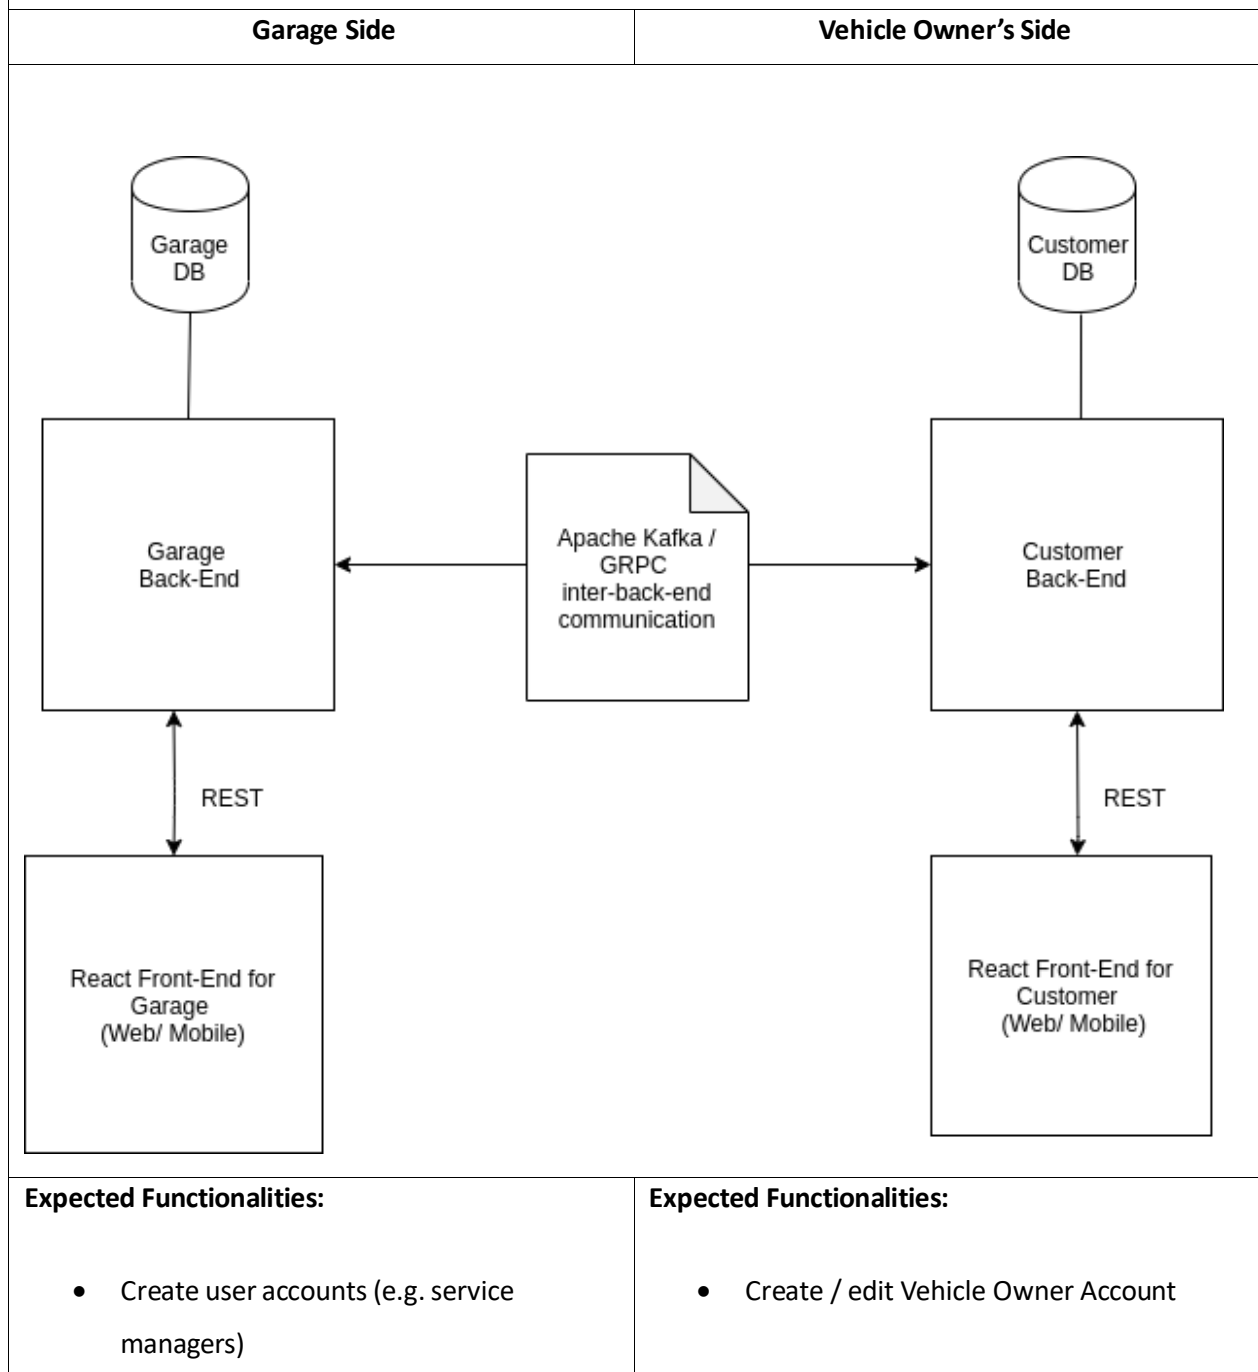 Garage Side
Vehicle Owner’s Side
Garage
DB
Customer
DB
Garage
Back-End
Apache Kafka /
GRPC
inter-back-end
communication
Customer
Back-End
REST
REST
React Front-End for
Garage
(Web/ Mobile)
React Front-End for
Customer
(Web/ Mobile)
Expected Functionalities:
• Create user accounts (e.g. service
managers)
Expected Functionalities:
• Create / edit Vehicle Owner Account